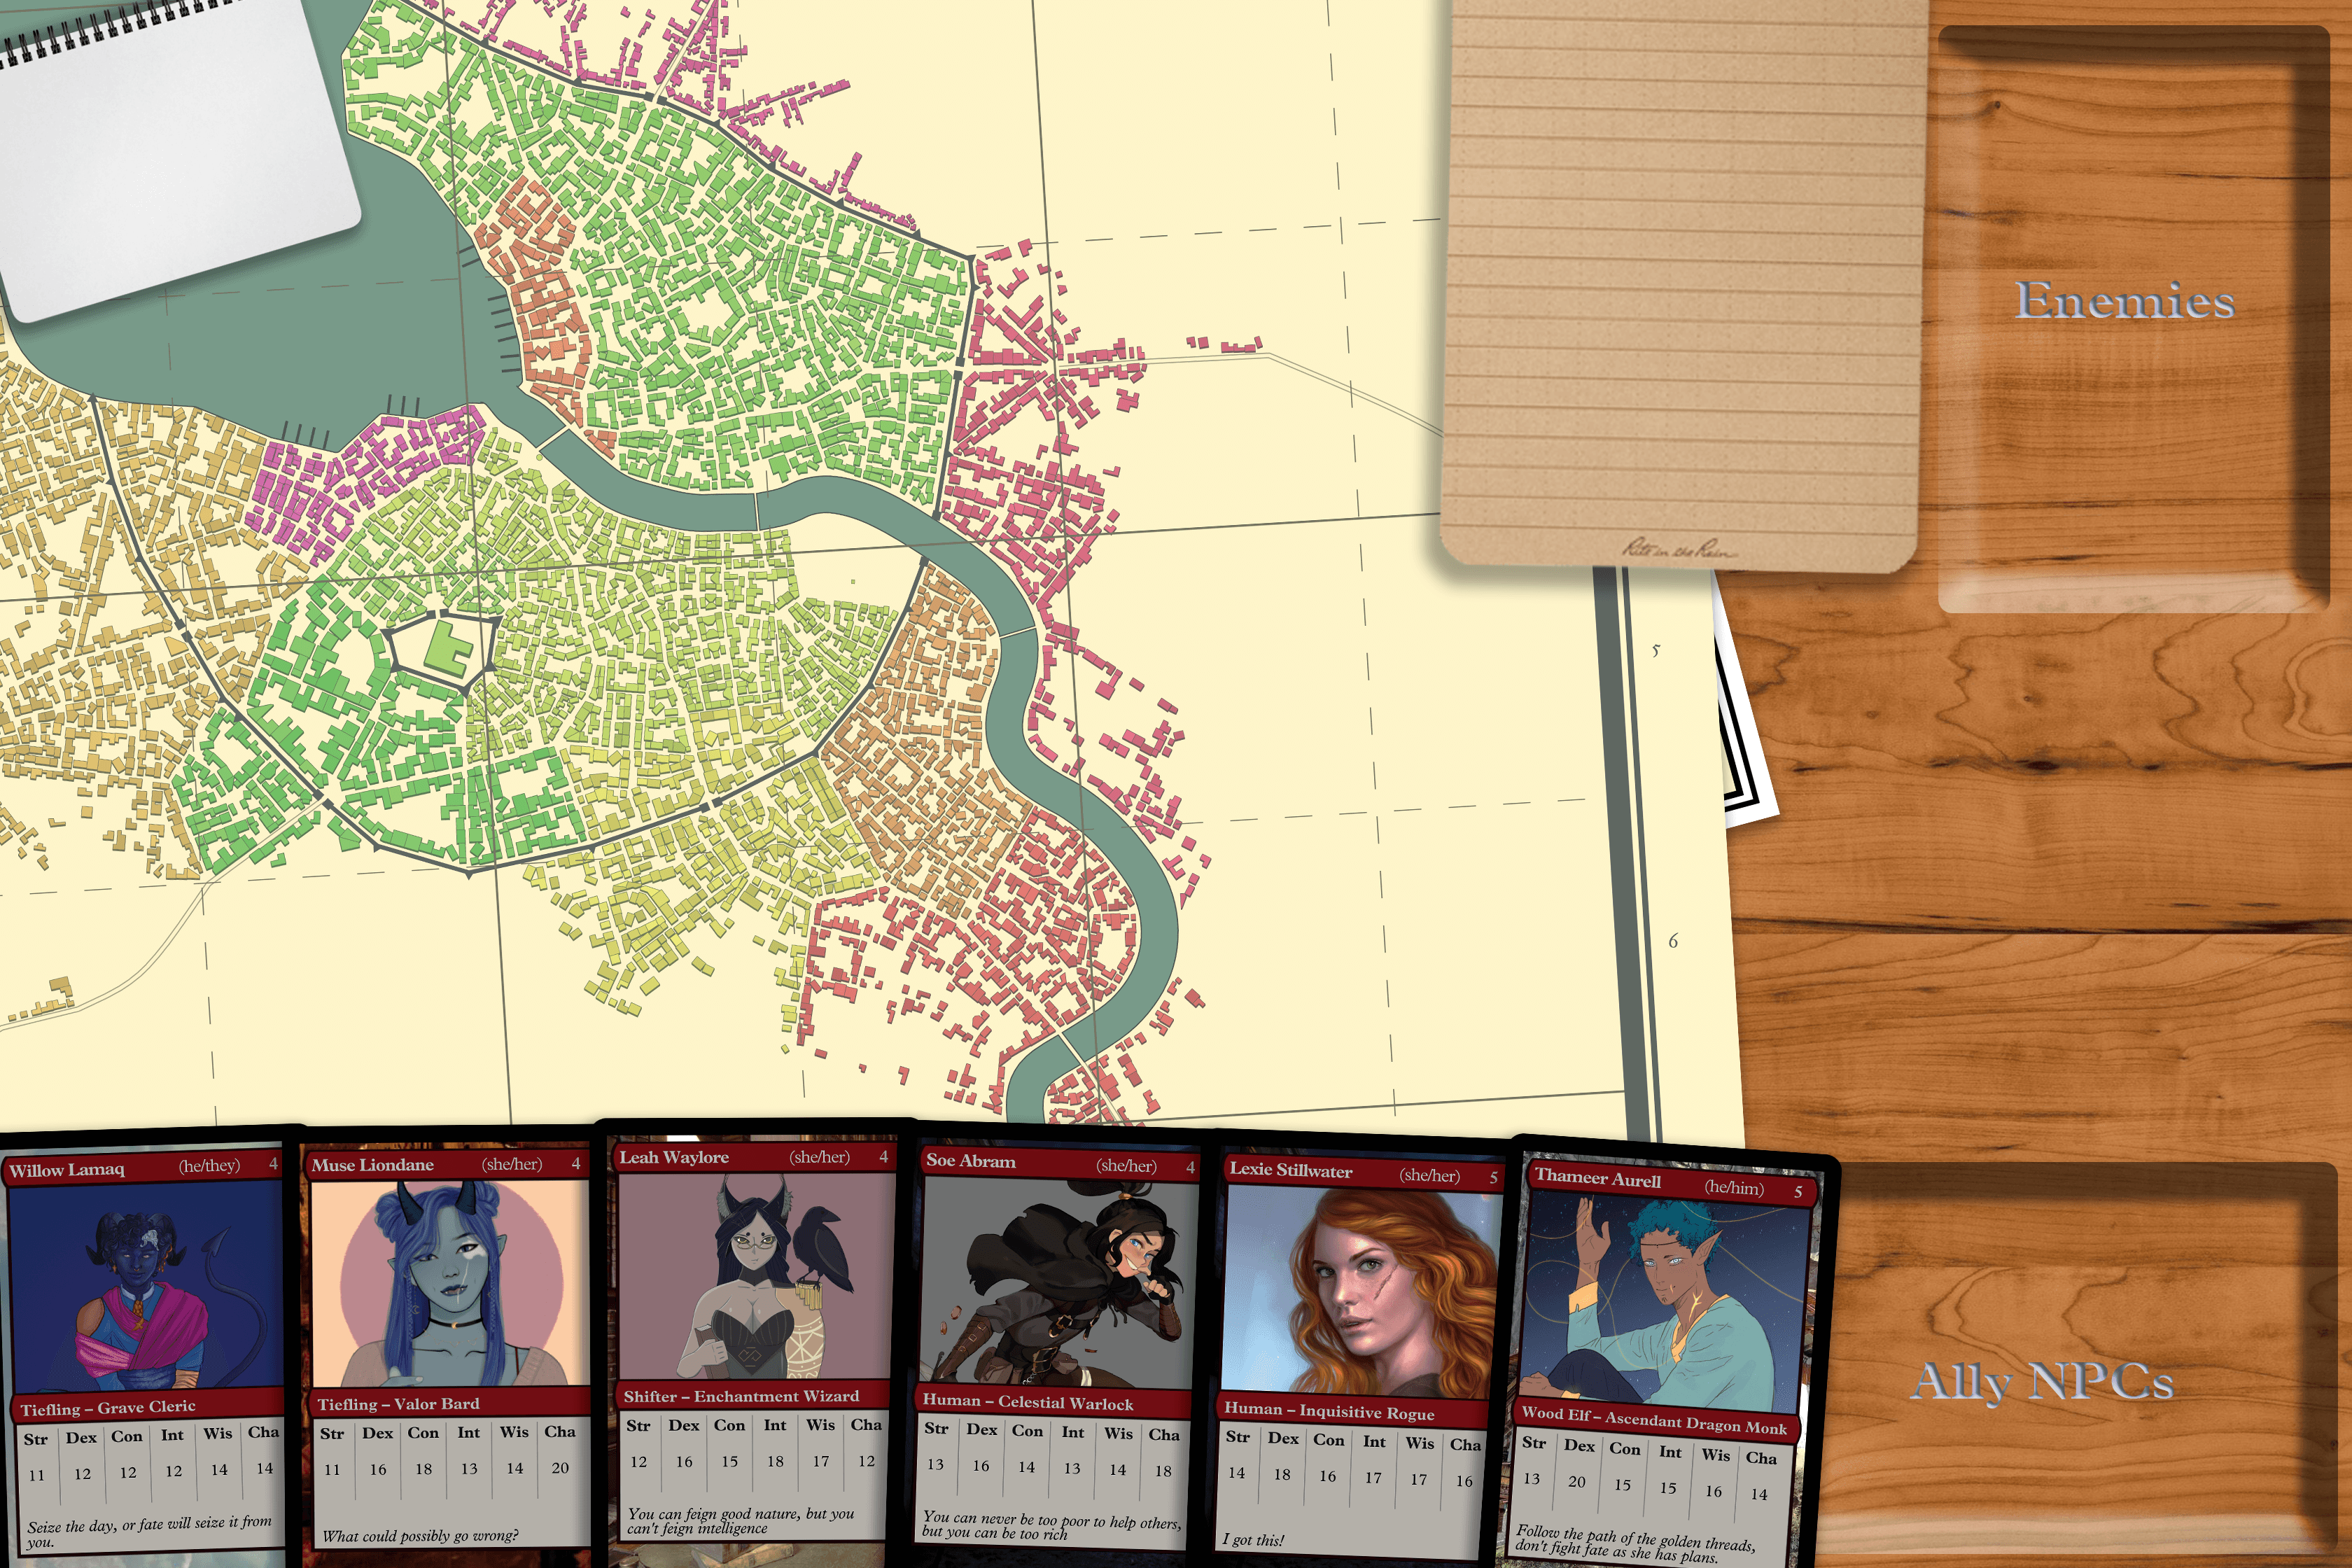 Rite in the Rain
Enemies
5
6
Ally NPCs
Willow Lamaq (he/they) 4
Tiefling – Grave Cleric
Str Dex Con Int Wis Cha
11 12 12 12 14 14
Seize the day, or fate will seize it from
you.
Muse Liondane (she/her) 4
Tiefling – Valor Bard
Str Dex Con Int Wis Cha
11 16 18 13 14 20
What could possibly go wrong?
Leah Waylore (she/her) 4
Shifter – Enchantment Wizard
Str Dex Con Int Wis Cha
12 16 15 18 17 12
You can feign good nature, but you
can't feign intelligence
Soe Abram (she/her) 4
Human – Celestial Warlock
Str Dex Con Int Wis Cha
13 16 14 13 14 18
You can never be too poor to help others,
but you can be too rich
Lexie Stillwater (she/her) 5
Human – Inquisitive Rogue
Str Dex Con Int Wis Cha
14 18 16 17 17 16
I got this!
Thameer Aurell (he/him) 5
Wood Elf – Ascendant Dragon Monk
Str Dex Con Int Wis Cha
13 20 15 15 16 14
Follow the path of the golden threads,
don't fight fate as she has plans.